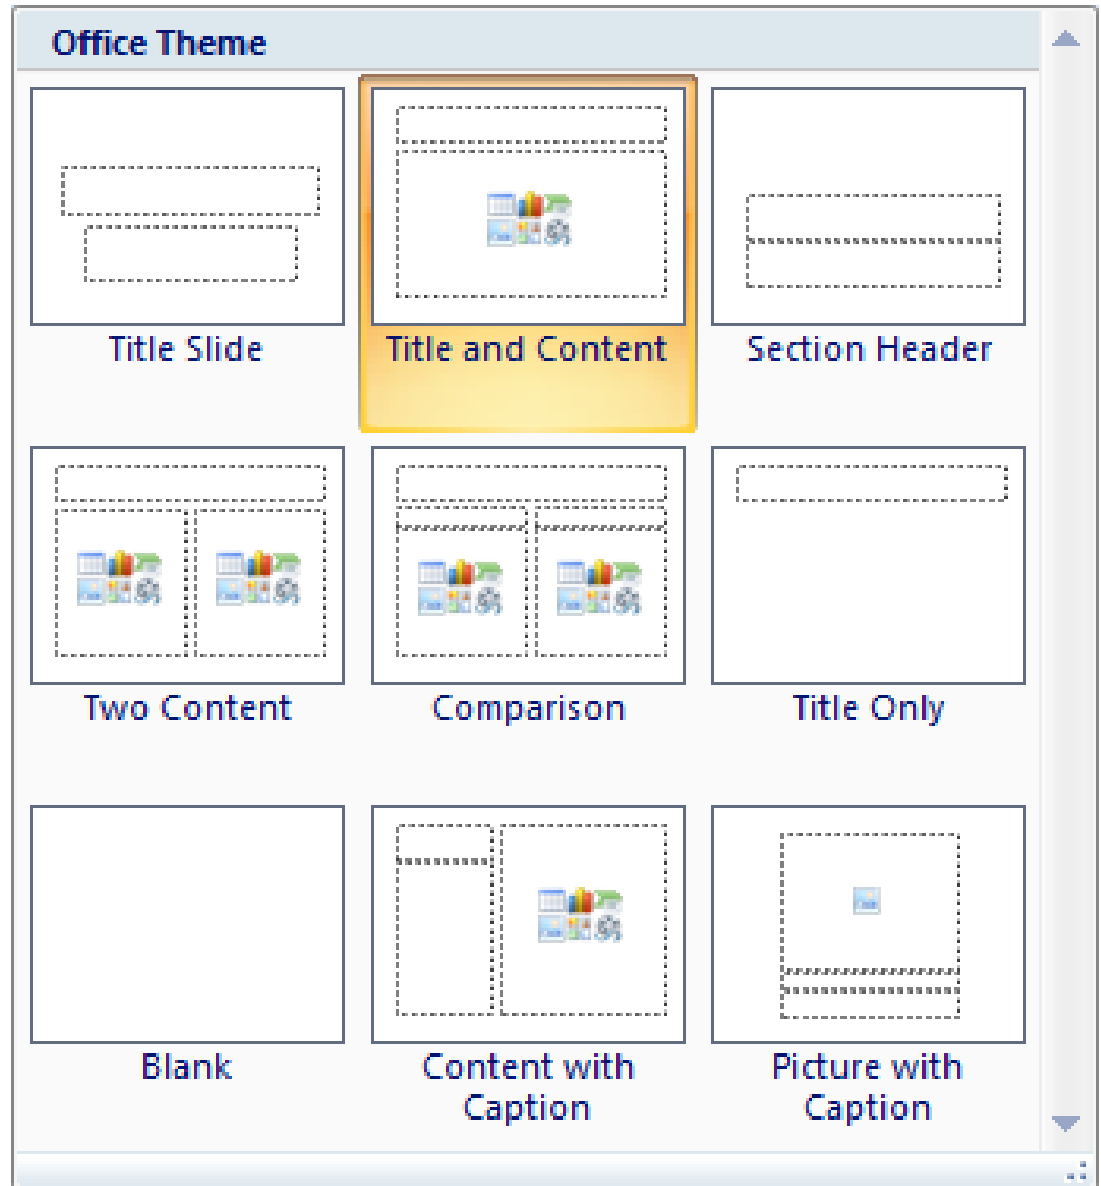 Office Theme
Title Slide
Title and Content
Section Header
Two Content
Comparison
Title Only
Blank
Content with
Caption
Picture with
Caption